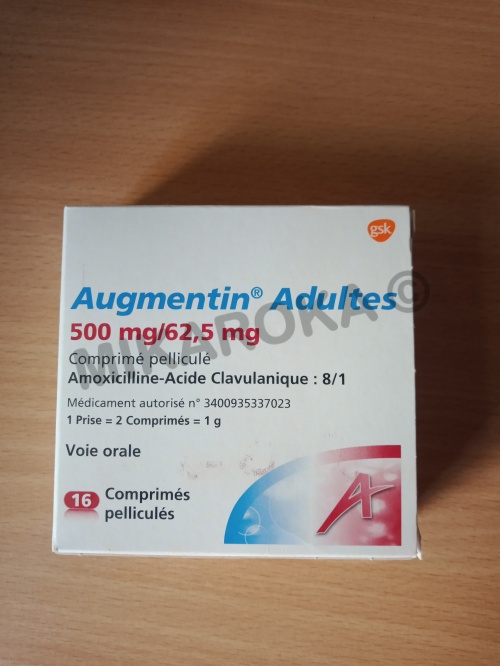 gsk
Augmentin® Adultes
500 mg/62,5 mg
Comprimé pelliculé
Amoxicilline-Acide Clavulanique : 8/1
Médicament autorisé n° 3400935337023
1 Prise = 2 Comprimés = 1 g
Voie orale
16 Comprimés
pelliculés
A
MIKAROKA ©